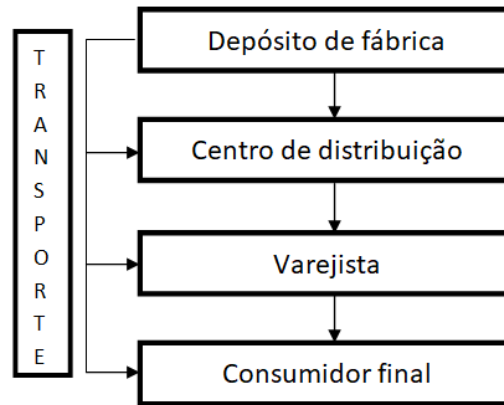 TRANSPORTE
Depósito de fábrica
Centro de distribuição
Varejista
Consumidor final